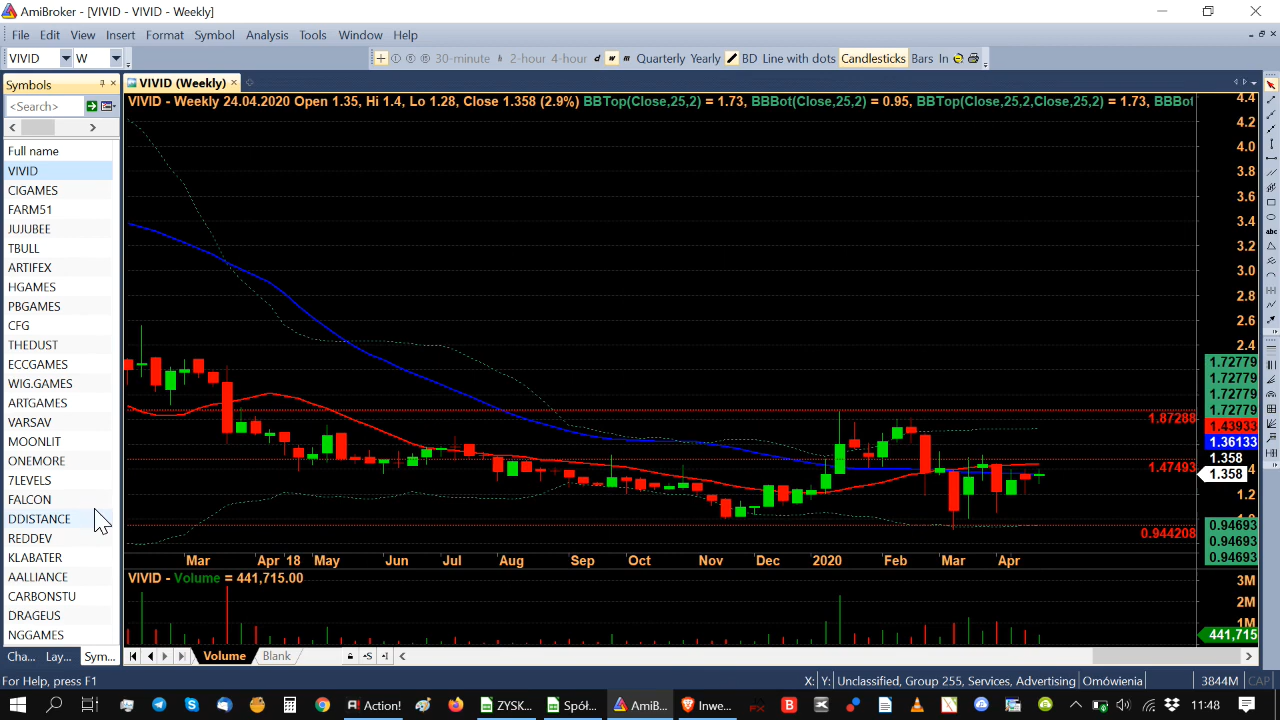 AmiBroker - [VIVID - VIVID - Weekly]
File Edit View Insert Format Symbol Analysis Tools Window Help
VIVID W 30-minute 2-hour 4-hour d w m Quarterly Yearly BD Line with dots Candlesticks Bars In
Symbols VIVID (Weekly)
<Search>
VIVID - Weekly 24.04.2020 Open 1.35, Hi 1.4, Lo 1.28, Close 1.358 (2.9%) BBTop(Close,25,2) = 1.73, BBBot(Close,25,2) = 0.95, BBTop(Close,25,2,Close,25,2) = 1.73, BBBot
Full name
VIVID
CIGAMES
FARM51
JUJUBEE
TBULL
ARTIFEX
HGAMES
PBGAMES
CFG
THEDUST
ECCGAMES
WIG.GAMES
ARTGAMES
VARSAV
MOONLIT
ONEMORE
7LEVELS
FALCON
DDISTANCE
REDDEV
KLABATER
AALLIANCE
CARBONSTU
DRAGEUS
NGGAMES
4.4
4.2
4.0
3.8
3.6
3.4
3.2
3.0
2.8
2.6
2.4
1.72779
1.72779
1.72779
1.72779
1.87288
1.43933
1.36133
1.358
1.47493
1.358
1.2
0.94693
0.944208
0.94693
0.94693
Mar Apr 18 May Jun Jul Aug Sep Oct Nov Dec 2020 Feb Mar Apr
VIVID - Volume = 441,715.00
3M
2M
1M
441,715
Cha... Lay... Sym... Volume Blank
For Help, press F1 X: Y: Unclassified, Group 255, Services, Advertising Omówienia 3844M CAP
Action! ZYSK... Spół... AmiB... Inwe... 11:48